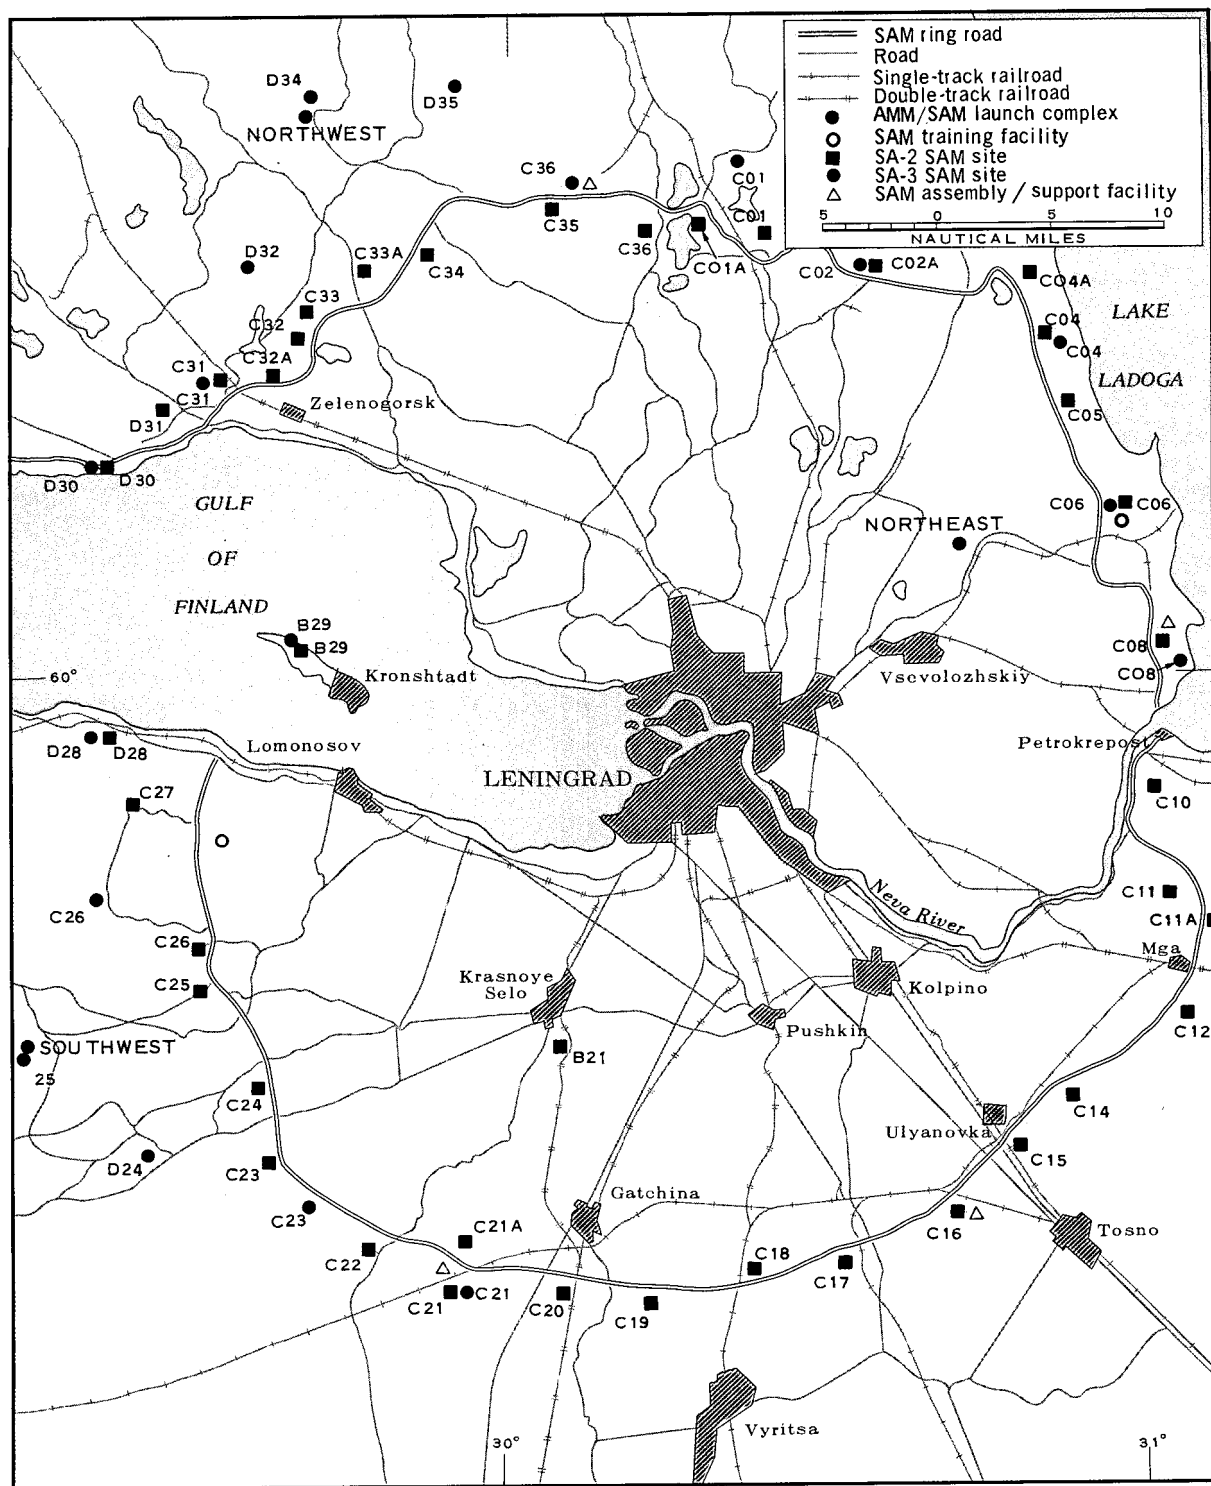 SAM ring road
Road
Single-track railroad
Double-track railroad
AMM/SAM launch complex
SAM training facility
SA-2 SAM site
SA-3 SAM site
SAM assembly / support facility
5 0 5 10
NAUTICAL MILES
D34
D35
NORTHWEST
C36
C01
C35
C36
C01
C01A
D32
C33A
C34
C02
C02A
C04A
LAKE
C33
C32
C04
C04
C32A
C31
LADOGA
C31
Zelenogorsk
C05
D31
D30
D30
GULF
C06
C06
NORTHEAST
OF
FINLAND
B29
B29
C08
60°
Kronshtadt
Vsevolozhskiy
C08
D28
D28
Lomonosov
Petrokrepost
LENINGRAD
C27
C10
C26
Neva River
C11
C11A
C26
Mga
C25
Krasnoye
Selo
Kolpino
C12
Pushkin
SOUTHWEST
25
B21
C24
C14
Ulyanovka
D24
C23
C15
C23
Gatchina
C21A
C16
Tosno
C22
C18
C17
C21
C21
C20
C19
Vyritsa
30°
31°